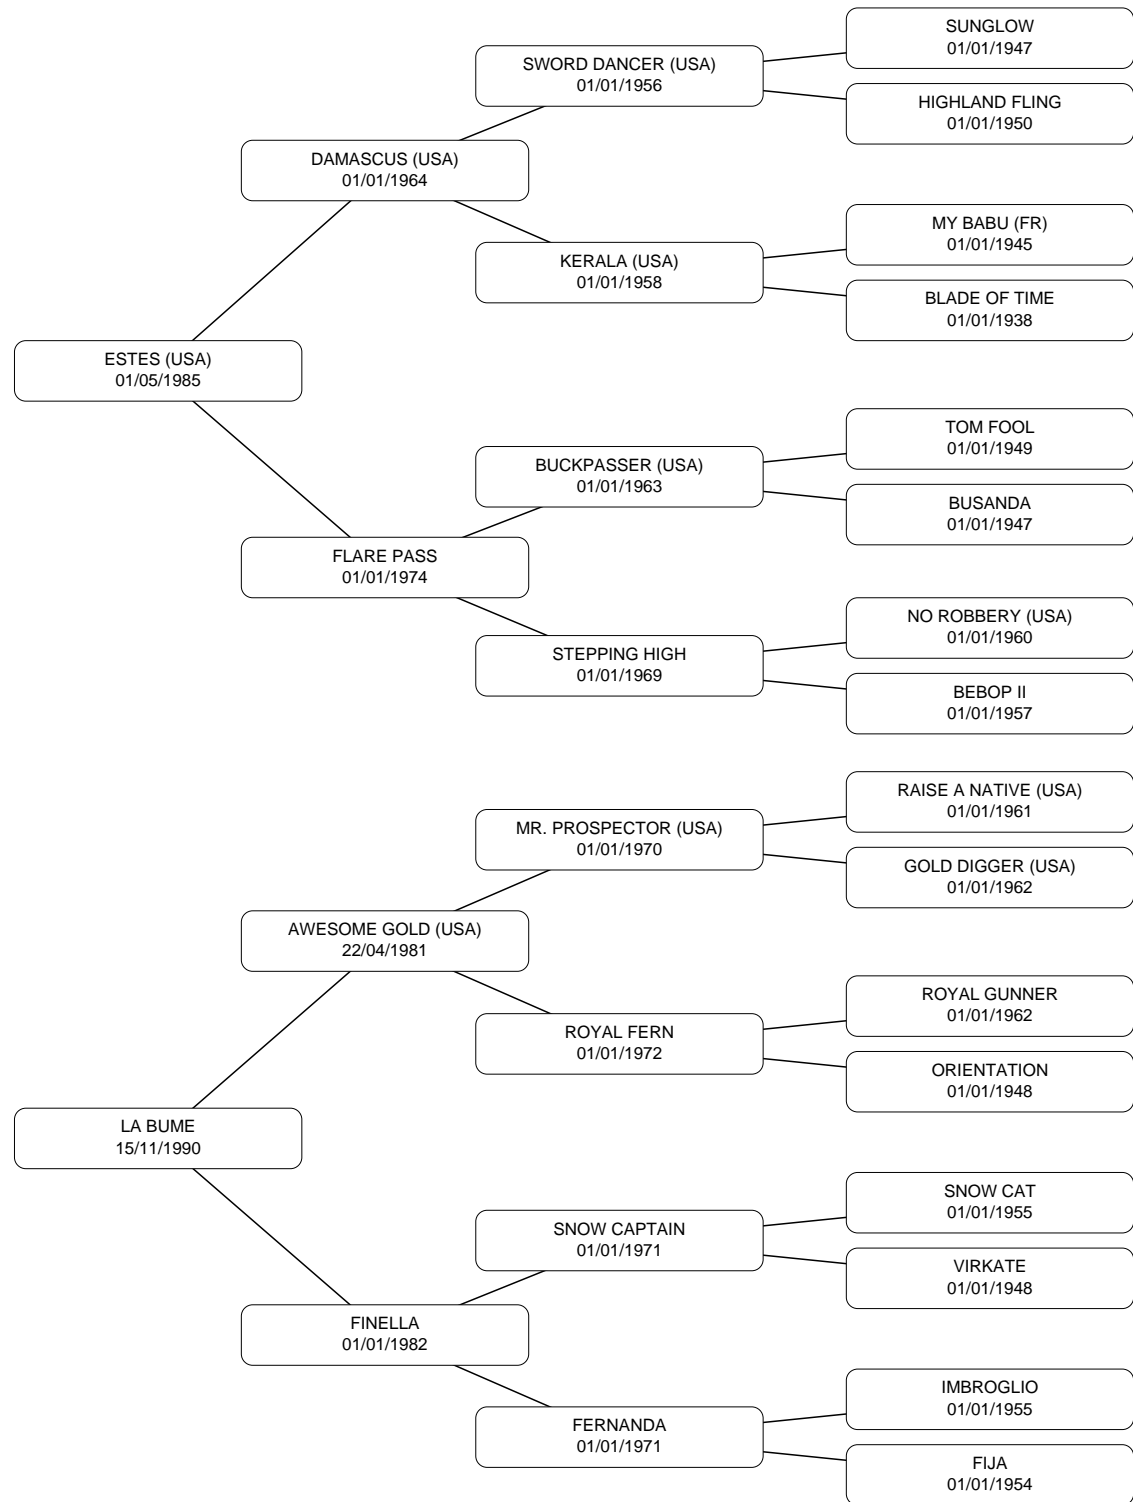 SUNGLOW
01/01/1947
SWORD DANCER (USA)
01/01/1956
HIGHLAND FLING
01/01/1950
DAMASCUS (USA)
01/01/1964
MY BABU (FR)
01/01/1945
KERALA (USA)
01/01/1958
BLADE OF TIME
01/01/1938
ESTES (USA)
01/05/1985
TOM FOOL
01/01/1949
BUCKPASSER (USA)
01/01/1963
BUSANDA
01/01/1947
FLARE PASS
01/01/1974
NO ROBBERY (USA)
01/01/1960
STEPPING HIGH
01/01/1969
BEBOP II
01/01/1957
RAISE A NATIVE (USA)
01/01/1961
MR. PROSPECTOR (USA)
01/01/1970
GOLD DIGGER (USA)
01/01/1962
AWESOME GOLD (USA)
22/04/1981
ROYAL GUNNER
01/01/1962
ROYAL FERN
01/01/1972
ORIENTATION
01/01/1948
LA BUME
15/11/1990
SNOW CAT
01/01/1955
SNOW CAPTAIN
01/01/1971
VIRKATE
01/01/1948
FINELLA
01/01/1982
IMBROGLIO
01/01/1955
FERNANDA
01/01/1971
FIJA
01/01/1954